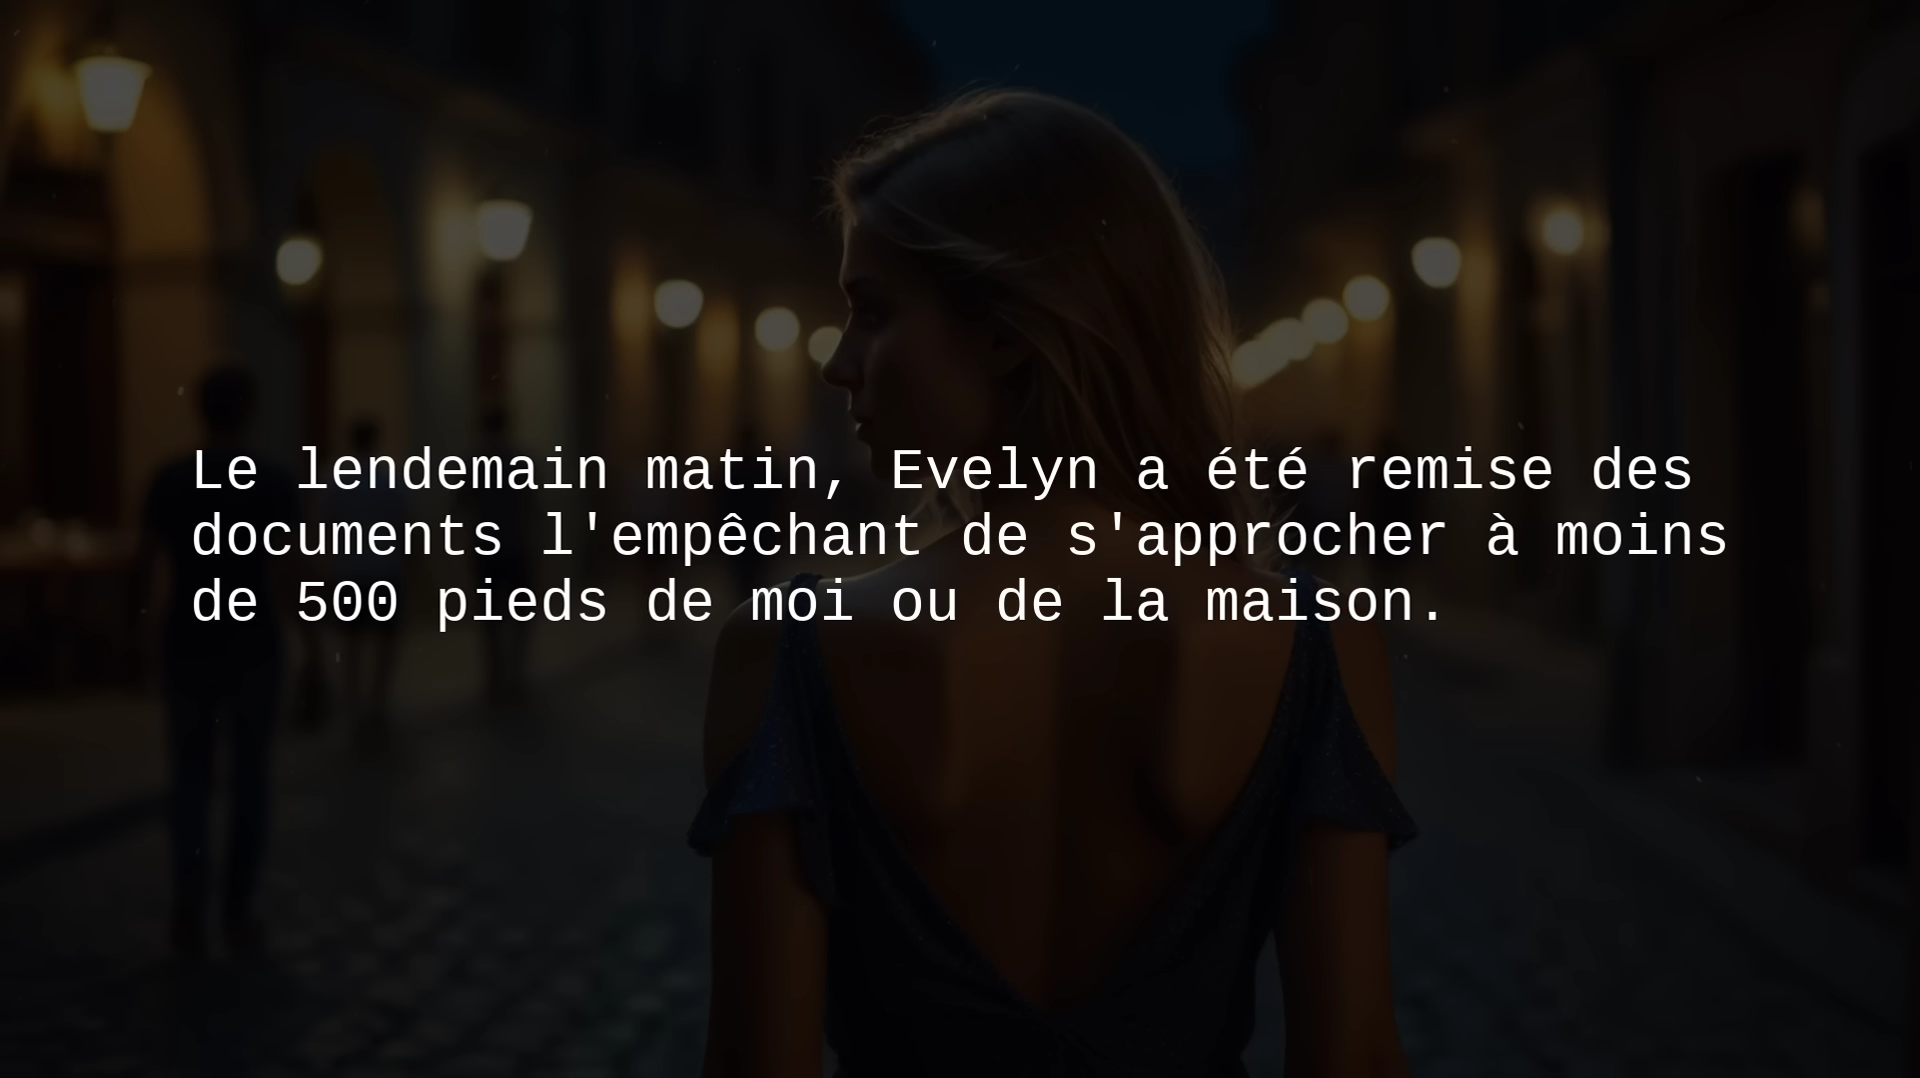 Le lendemain matin, Evelyn a été remise des
documents l'empêchant de s'approcher à moins
de 500 pieds de moi ou de la maison.